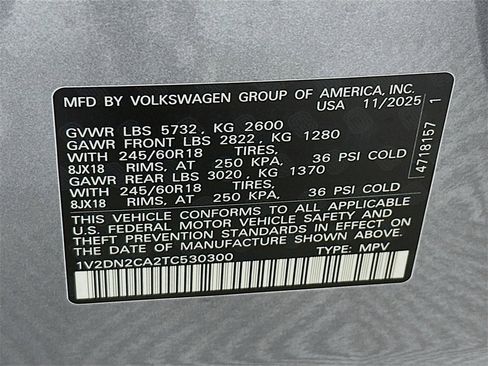 MFD BY VOLKSWAGEN GROUP OF AMERICA, INC.
USA 11/2025
GVWR LBS 5732, KG 2600
GAWR FRONT LBS 2822, KG 1280
WITH 245/60R18 TIRES,
8JX18 RIMS, AT 250 KPA, 36 PSI COLD
GAWR REAR LBS 3020, KG 1370
WITH 245/60R18 TIRES,
8JX18 RIMS, AT 250 KPA, 36 PSI COLD
THIS VEHICLE CONFORMS TO ALL APPLICABLE
U.S. FEDERAL MOTOR VEHICLE SAFETY AND
THEFT PREVENTION STANDARDS IN EFFECT ON
THE DATE OF MANUFACTURE SHOWN ABOVE.
1V2DN2CA2TC530300 TYPE: MPV
4718157 1